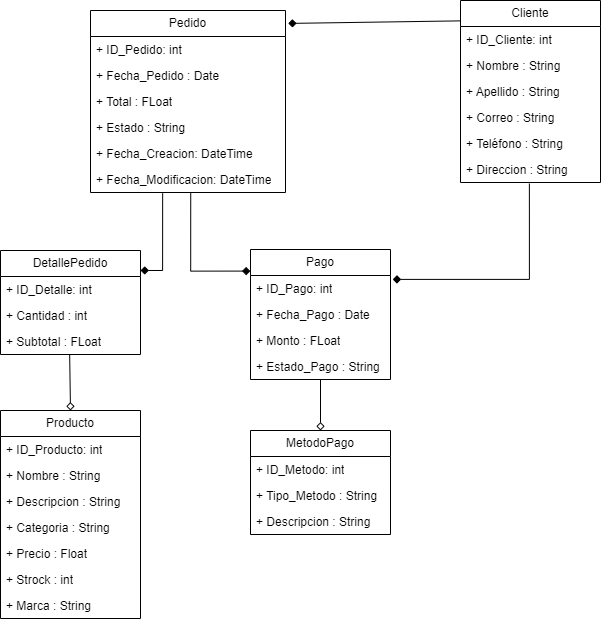 Pedido
+ ID_Pedido: int
+ Fecha_Pedido : Date
+ Total : FLoat
+ Estado : String
+ Fecha_Creacion: DateTime
+ Fecha_Modificacion: DateTime
Cliente
+ ID_Cliente: int
+ Nombre : String
+ Apellido : String
+ Correo : String
+ Teléfono : String
+ Direccion : String
DetallePedido
+ ID_Detalle: int
+ Cantidad : int
+ Subtotal : FLoat
Pago
+ ID_Pago: int
+ Fecha_Pago : Date
+ Monto : FLoat
+ Estado_Pago : String
Producto
+ ID_Producto: int
+ Nombre : String
+ Descripcion : String
+ Categoria : String
+ Precio : Float
+ Strock : int
+ Marca : String
MetodoPago
+ ID_Metodo: int
+ Tipo_Metodo : String
+ Descripcion : String